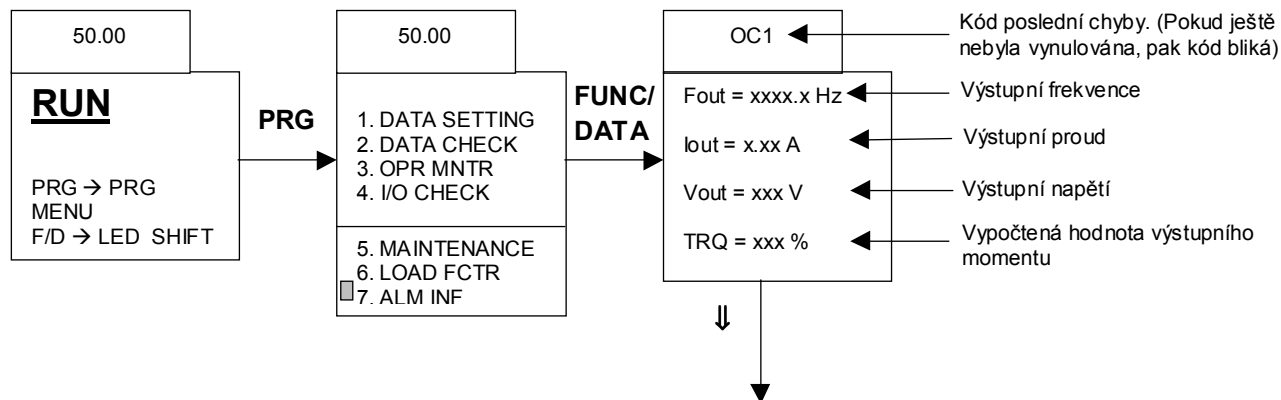 50.00
RUN
PRG → PRG
MENU
F/D → LED SHIFT
PRG
50.00
1. DATA SETTING
2. DATA CHECK
3. OPR MNTR
4. I/O CHECK
5. MAINTENANCE
6. LOAD FCTR
7. ALM INF
FUNC/
DATA
OC1
Fout = xxxx.x Hz
Iout = x.xx A
Vout = xxx V
TRQ = xxx %
⇓
Kód poslední chyby. (Pokud ještě
nebyla vynulována, pak kód bliká)
Výstupní frekvence
Výstupní proud
Výstupní napětí
Vypočtená hodnota výstupního
momentu